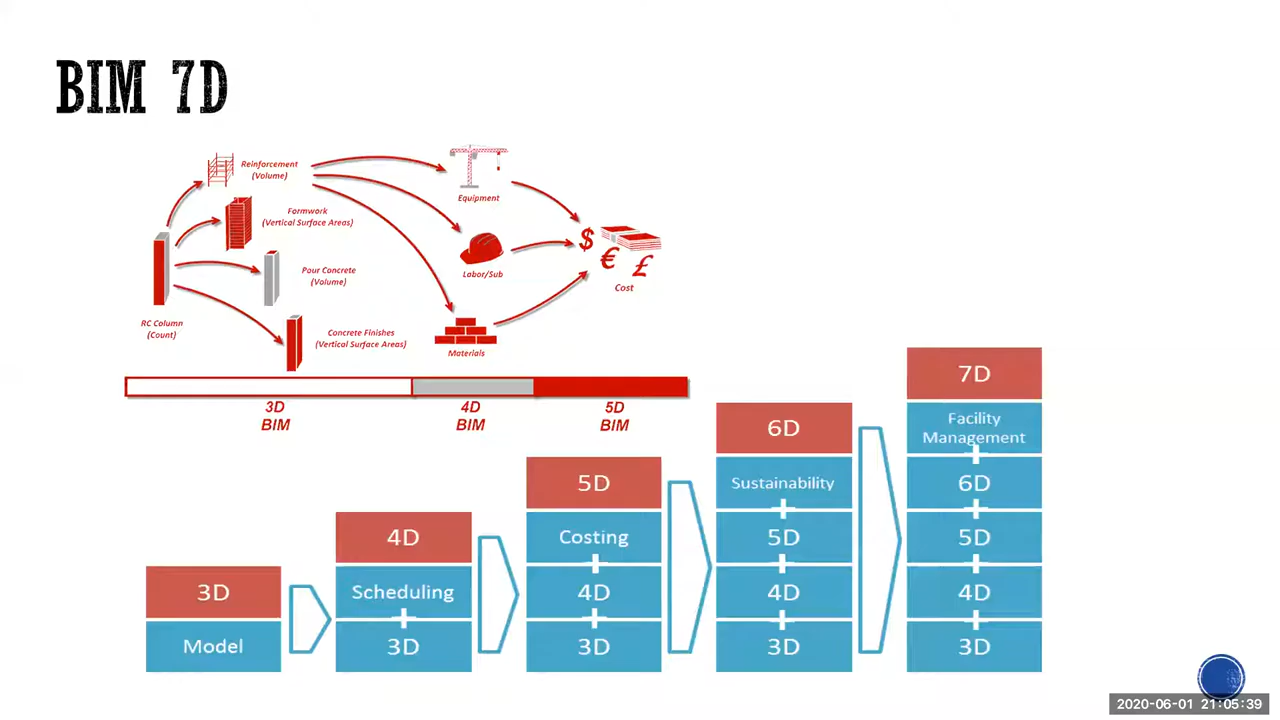 BIM 7D
Reinforcement
(Volume)
Formwork
(Vertical Surface Areas)
Pour Concrete
(Volume)
RC Column
(Count)
Concrete Finishes
(Vertical Surface Areas)
Equipment
Labor/Sub
Materials
$
€
£
Cost
3D
BIM
4D
BIM
5D
BIM
3D
Model
4D
Scheduling
+
3D
5D
Costing
+
4D
+
3D
6D
Sustainability
+
5D
+
4D
+
3D
7D
Facility
Management
+
6D
5D
4D
3D
2020-06-01 21:05:39